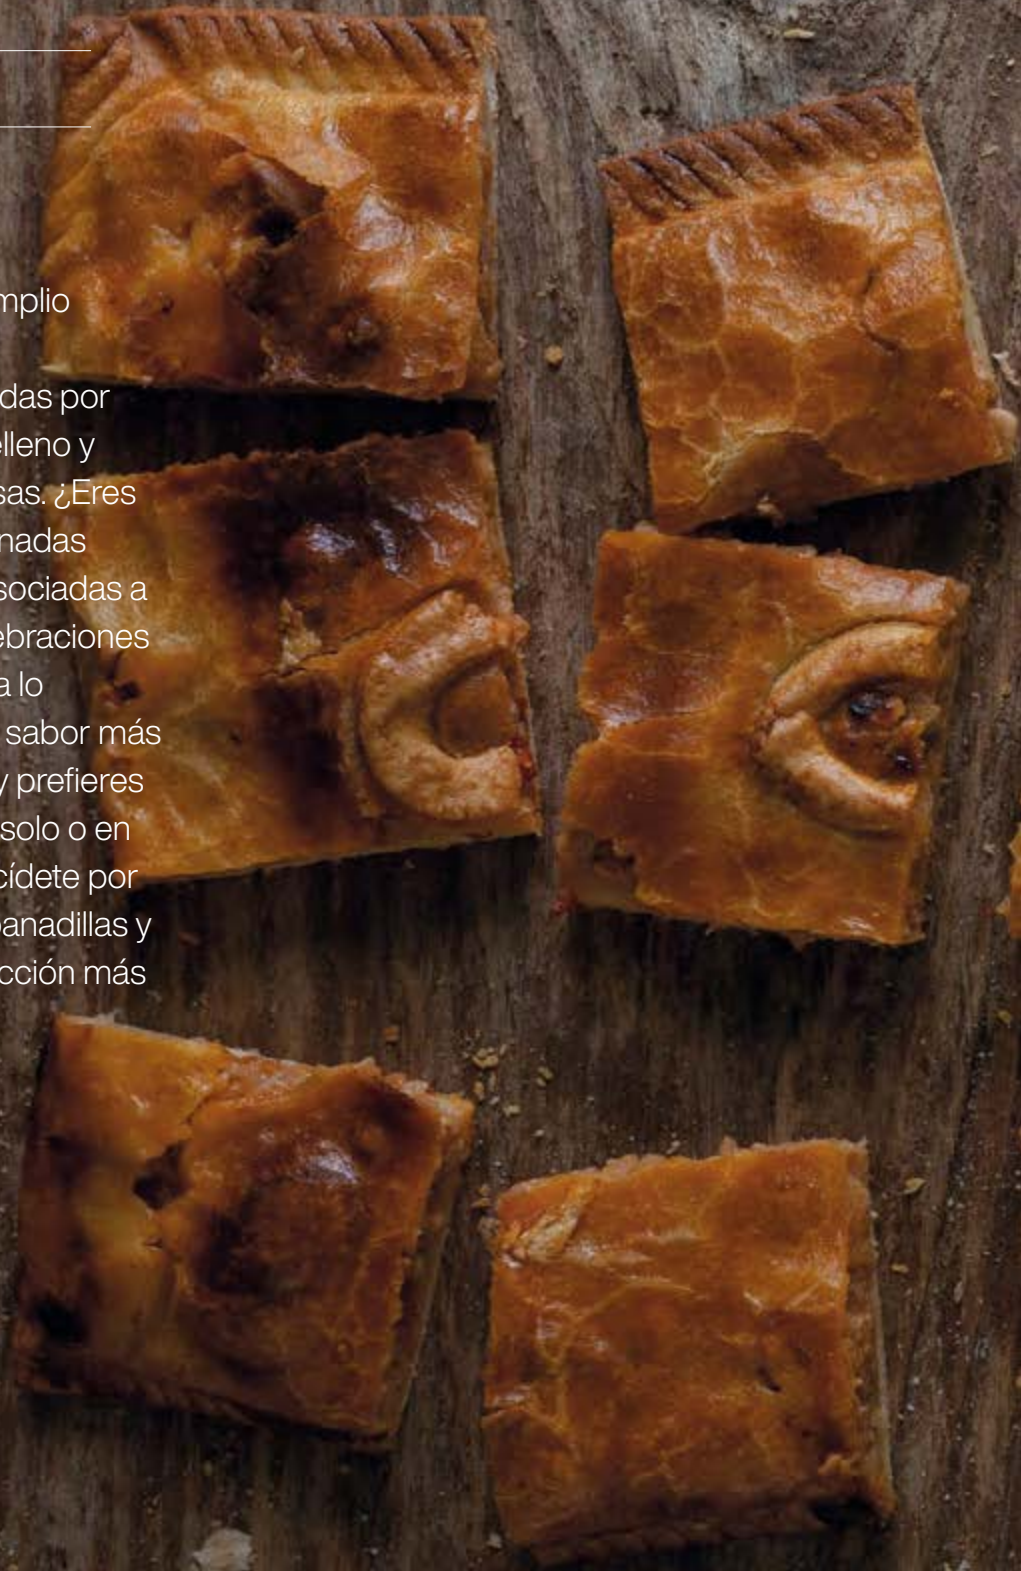 mplio
das por
elleno y
sas. ¿Eres
nadas
sociadas a
ebraciones
a lo
sabor más
y prefieres
solo o en
cídete por
panadillas y
cción más